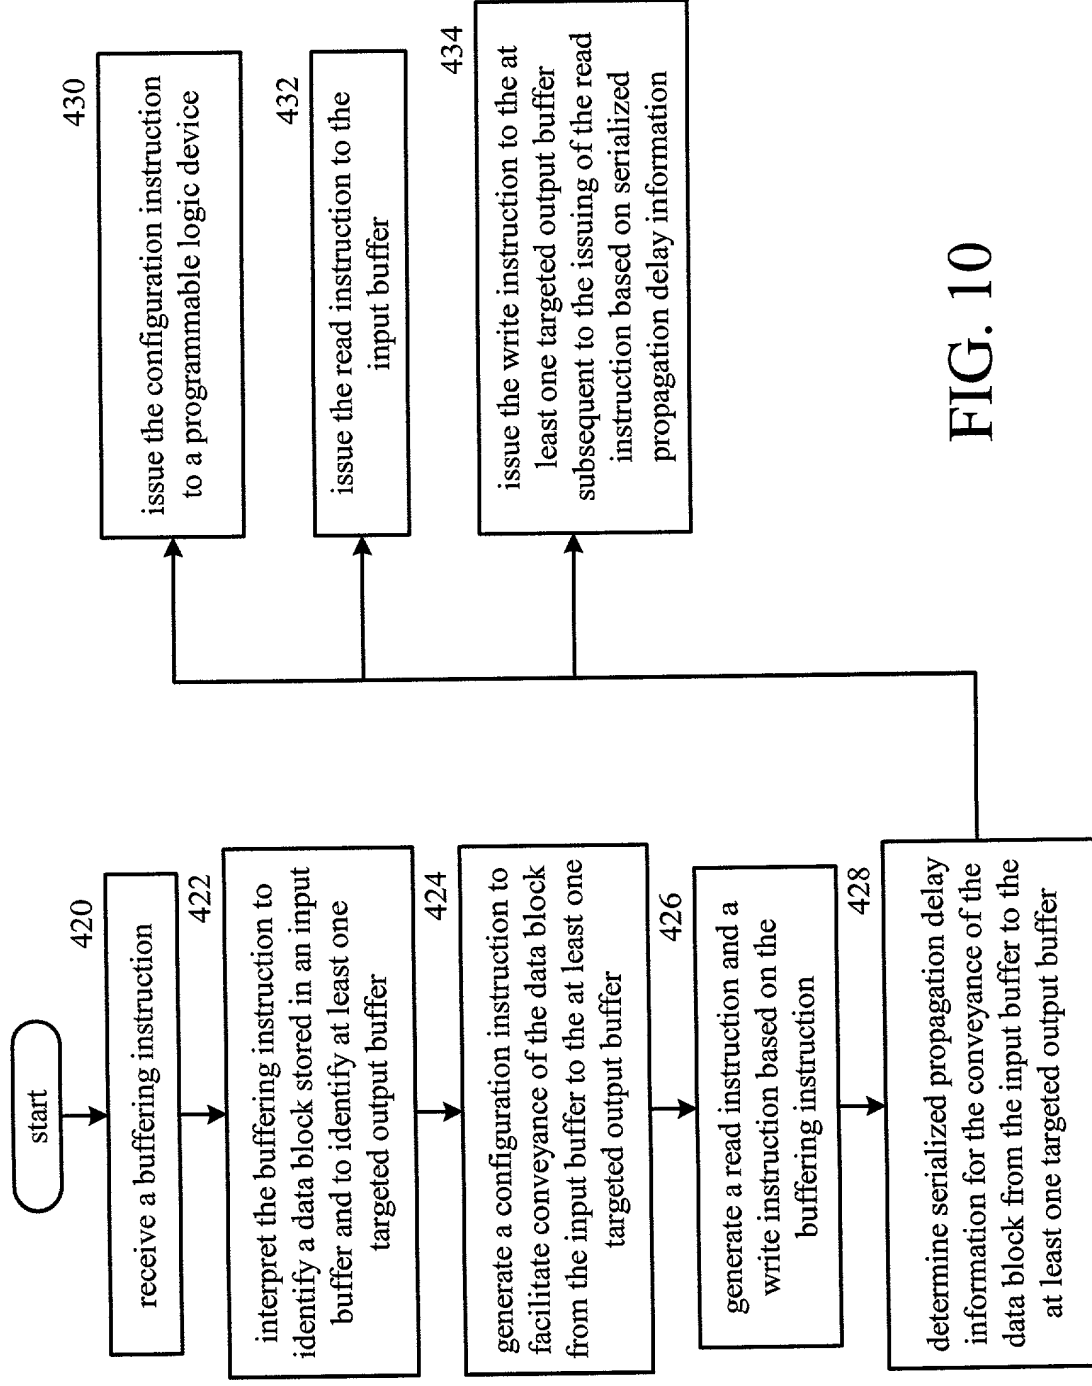 start
420
receive a buffering instruction
422
interpret the buffering instruction to
identify a data block stored in an input
buffer and to identify at least one
targeted output buffer
424
generate a configuration instruction to
facilitate conveyance of the data block
from the input buffer to the at least one
targeted output buffer
426
generate a read instruction and a
write instruction based on the
buffering instruction
428
determine serialized propagation delay
information for the conveyance of the
data block from the input buffer to the
at least one targeted output buffer
430
issue the configuration instruction
to a programmable logic device
432
issue the read instruction to the
input buffer
434
issue the write instruction to the at
least one targeted output buffer
subsequent to the issuing of the read
instruction based on serialized
propagation delay information
FIG. 10